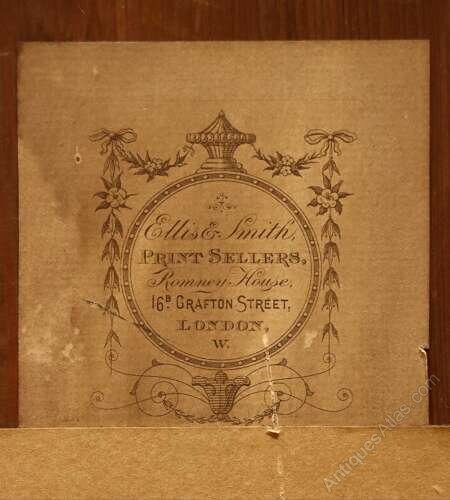 Ellis & Smith,
PRINT SELLERS,
Romney House,
16B GRAFTON STREET,
LONDON,
W.
AntiquesAtlas.com